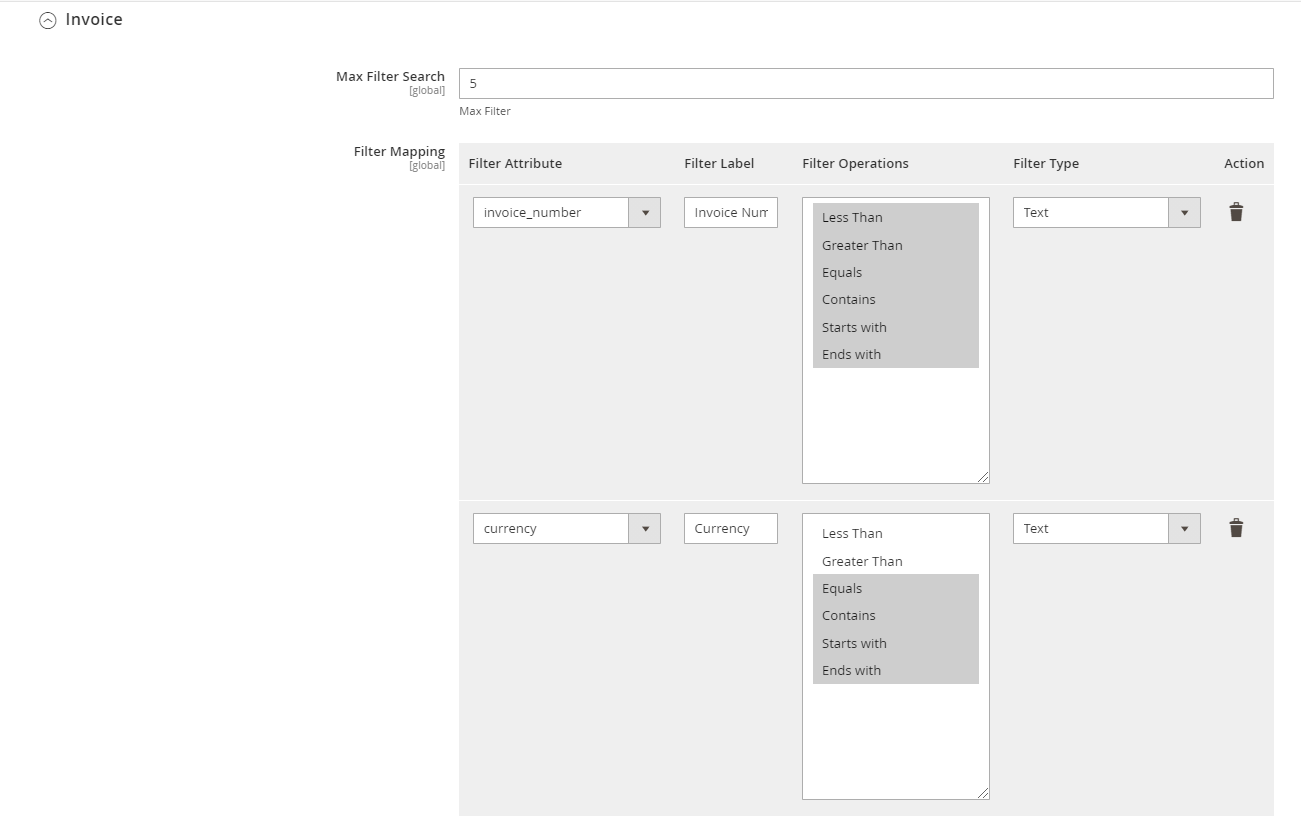 Invoice
Max Filter Search
[global]
5
Max Filter
Filter Mapping
[global]
Filter Attribute Filter Label Filter Operations Filter Type Action
invoice_number Invoice Num Less Than Text
Greater Than
Equals
Contains
Starts with
Ends with
currency Currency Less Than Text
Greater Than
Equals
Contains
Starts with
Ends with